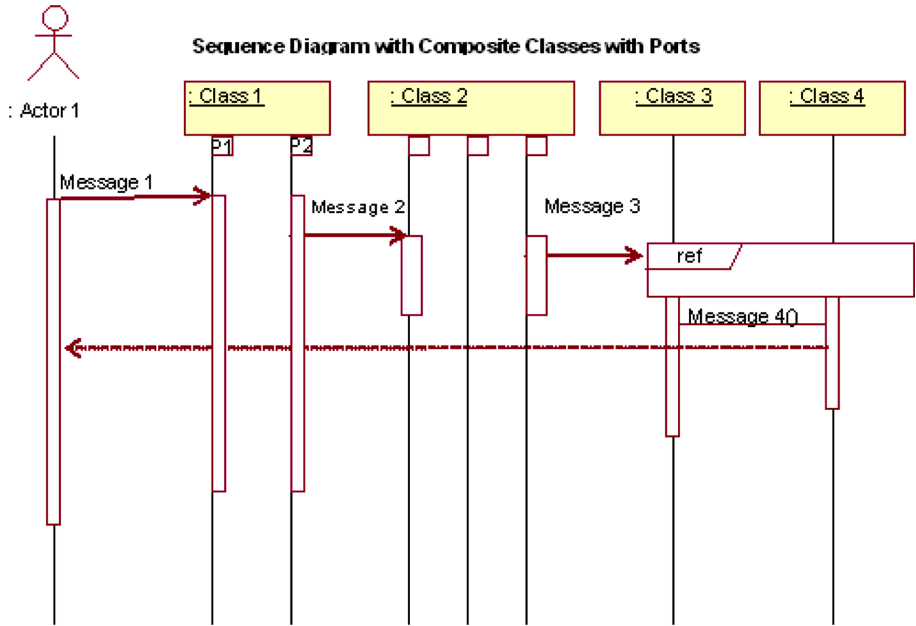 Sequence Diagram with Composite Classes with Ports
: Actor 1
: Class 1
: Class 2
: Class 3
: Class 4
P1
P2
Message 1
Message 2
Message 3
ref
Message 4()